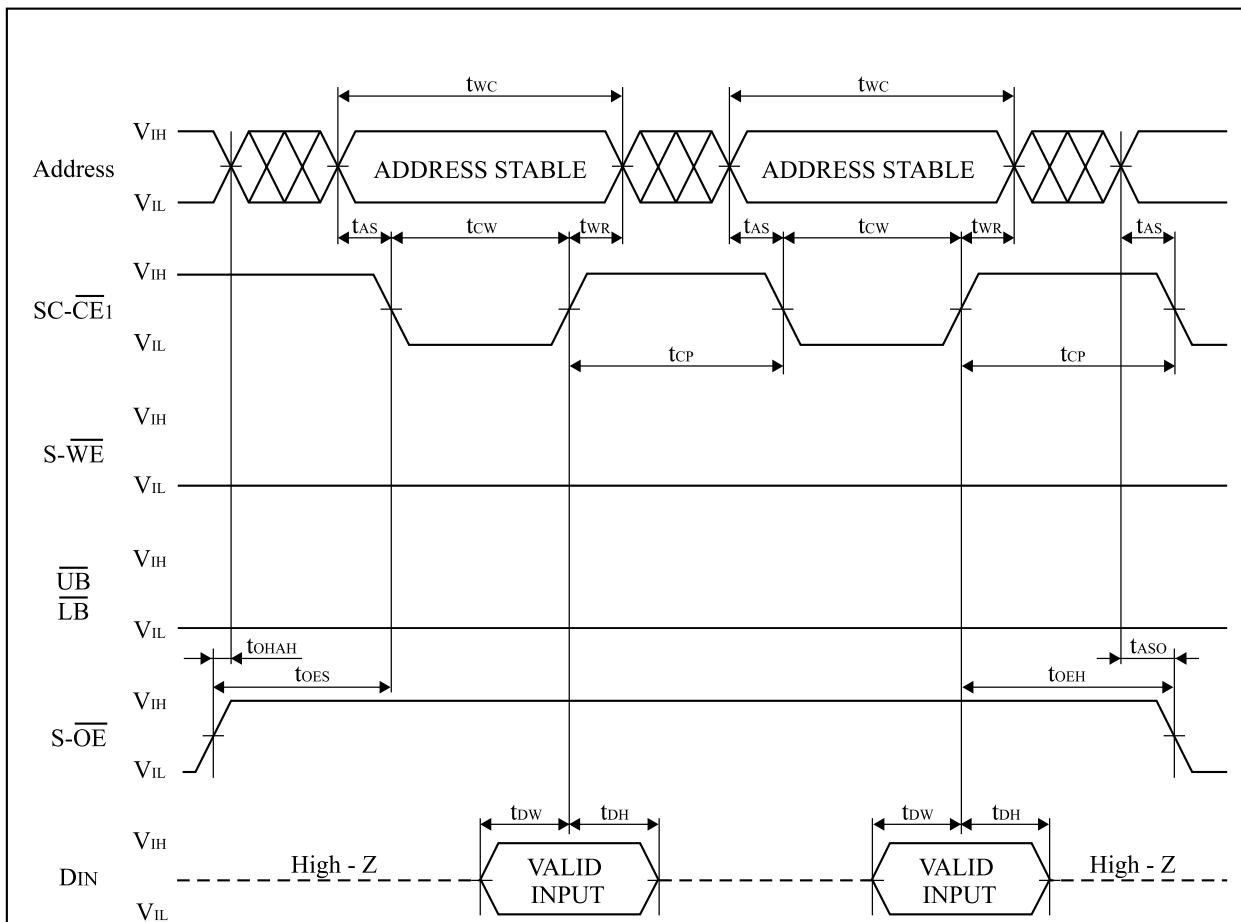 tWC tWC
VIH
Address ADDRESS STABLE ADDRESS STABLE
VIL
tAS tCW tWR tAS tCW tWR tAS
VIH
SC-CE1
VIL
tCP tCP
VIH
S-WE
VIL
VIH
UB
LB
VIL
tOHAH tASO
tOES tOEH
VIH
S-OE
VIL
tDW tDH tDW tDH
VIH
High - Z VALID VALID High - Z
DIN INPUT INPUT
VIL